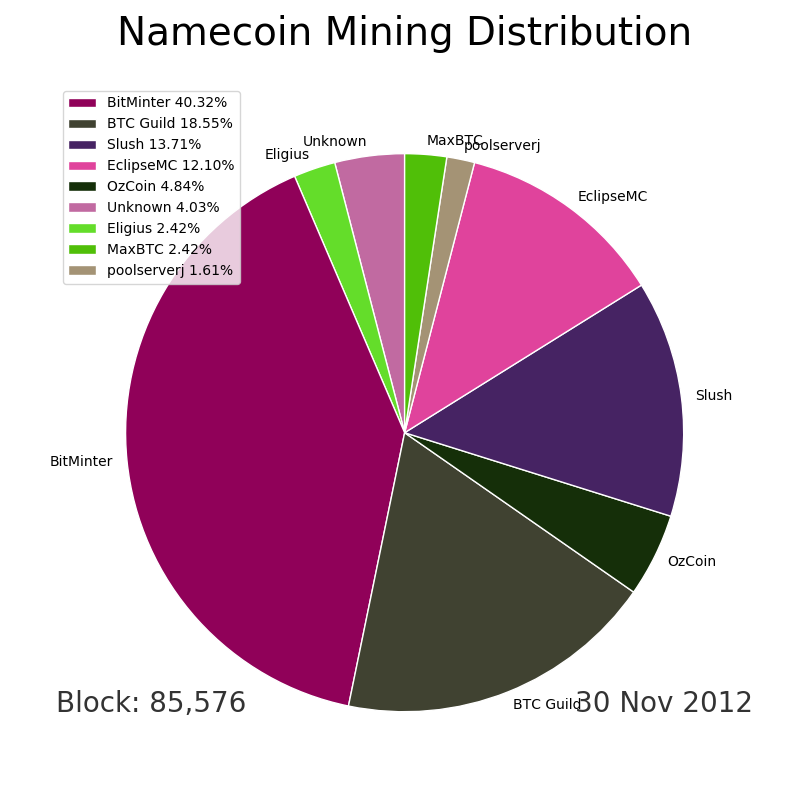 Namecoin Mining Distribution
BitMinter 40.32%
BTC Guild 18.55%
Slush 13.71%
EclipseMC 12.10%
OzCoin 4.84%
Unknown 4.03%
Eligius 2.42%
MaxBTC 2.42%
poolserverj 1.61%
MaxBTC
poolserverj
Unknown
Eligius
EclipseMC
Slush
BitMinter
OzCoin
BTC Guild
Block: 85,576
30 Nov 2012